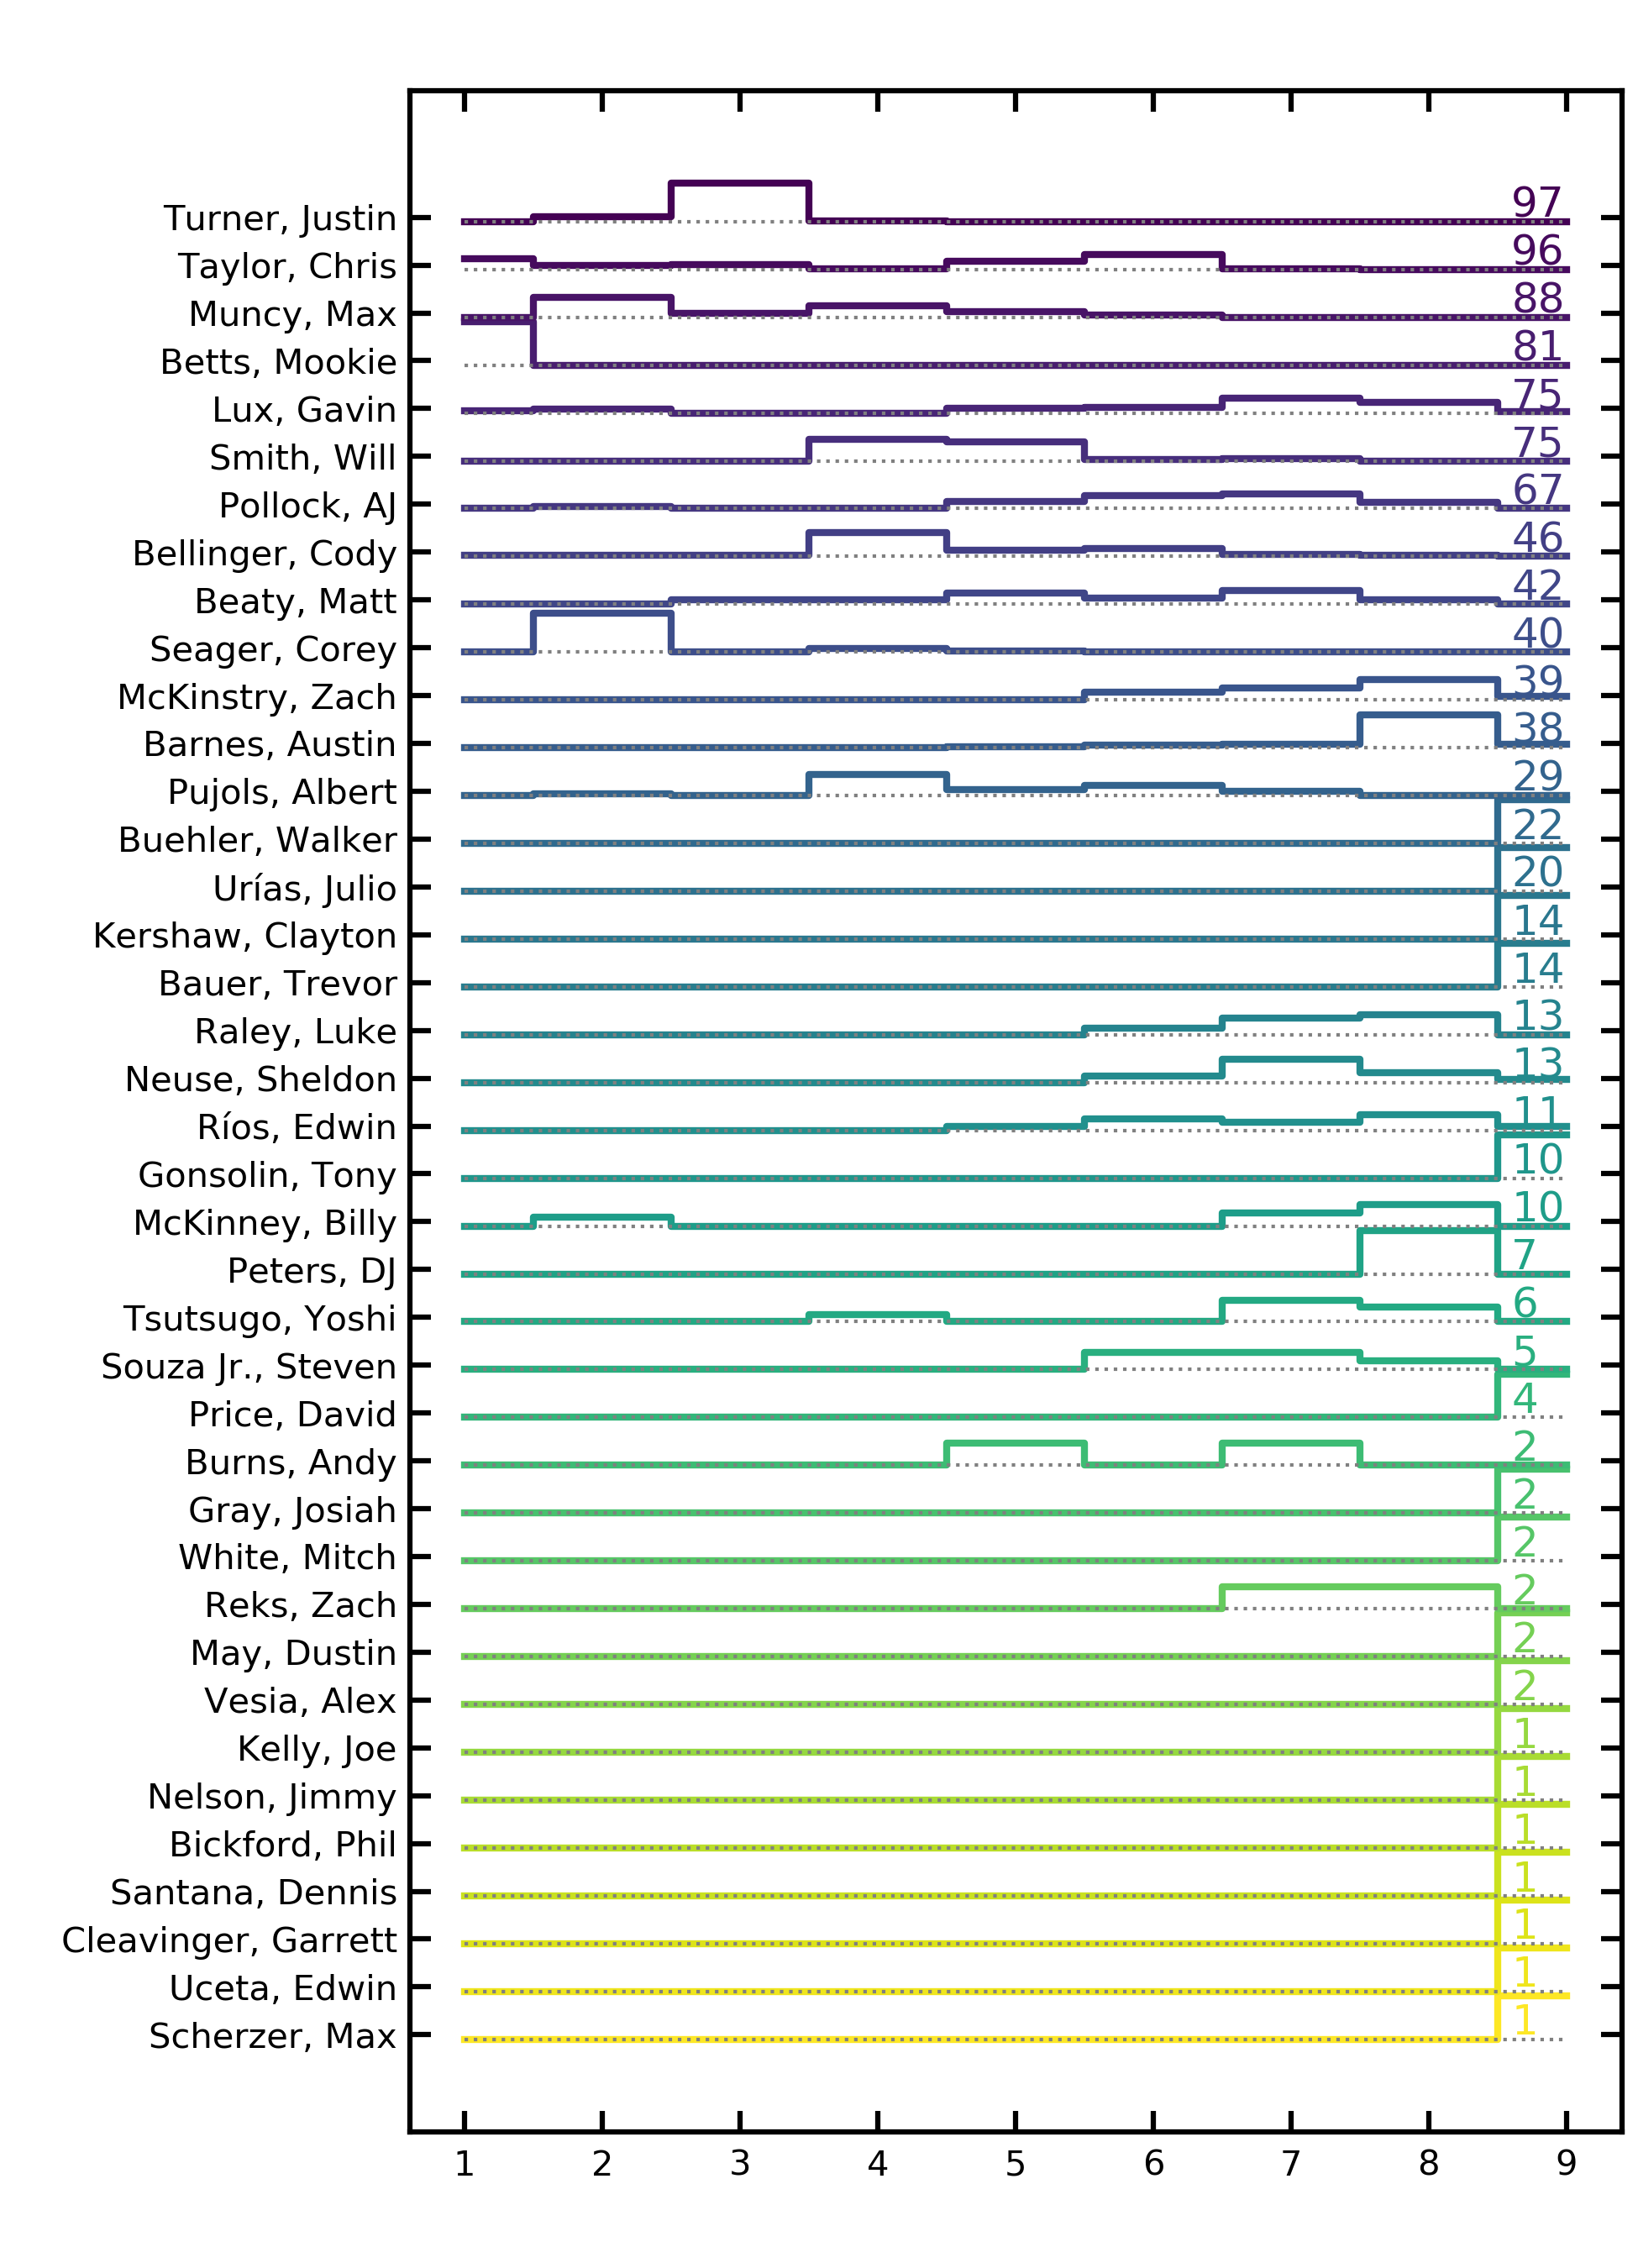 Turner, Justin 97
Taylor, Chris 96
Muncy, Max 88
Betts, Mookie 81
Lux, Gavin 75
Smith, Will 75
Pollock, AJ 67
Bellinger, Cody 46
Beaty, Matt 42
Seager, Corey 40
McKinstry, Zach 39
Barnes, Austin 38
Pujols, Albert 29
Buehler, Walker 22
Urías, Julio 20
Kershaw, Clayton 14
Bauer, Trevor 14
Raley, Luke 13
Neuse, Sheldon 13
Ríos, Edwin 11
Gonsolin, Tony 10
McKinney, Billy 10
Peters, DJ 7
Tsutsugo, Yoshi 6
Souza Jr., Steven 5
Price, David 4
Burns, Andy 2
Gray, Josiah 2
White, Mitch 2
Reks, Zach 2
May, Dustin 2
Vesia, Alex 2
Kelly, Joe 1
Nelson, Jimmy 1
Bickford, Phil 1
Santana, Dennis 1
Cleavinger, Garrett 1
Uceta, Edwin 1
Scherzer, Max 1
1 2 3 4 5 6 7 8 9